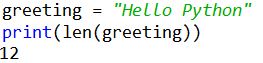 greeting = "Hello Python"
print(len(greeting))
12